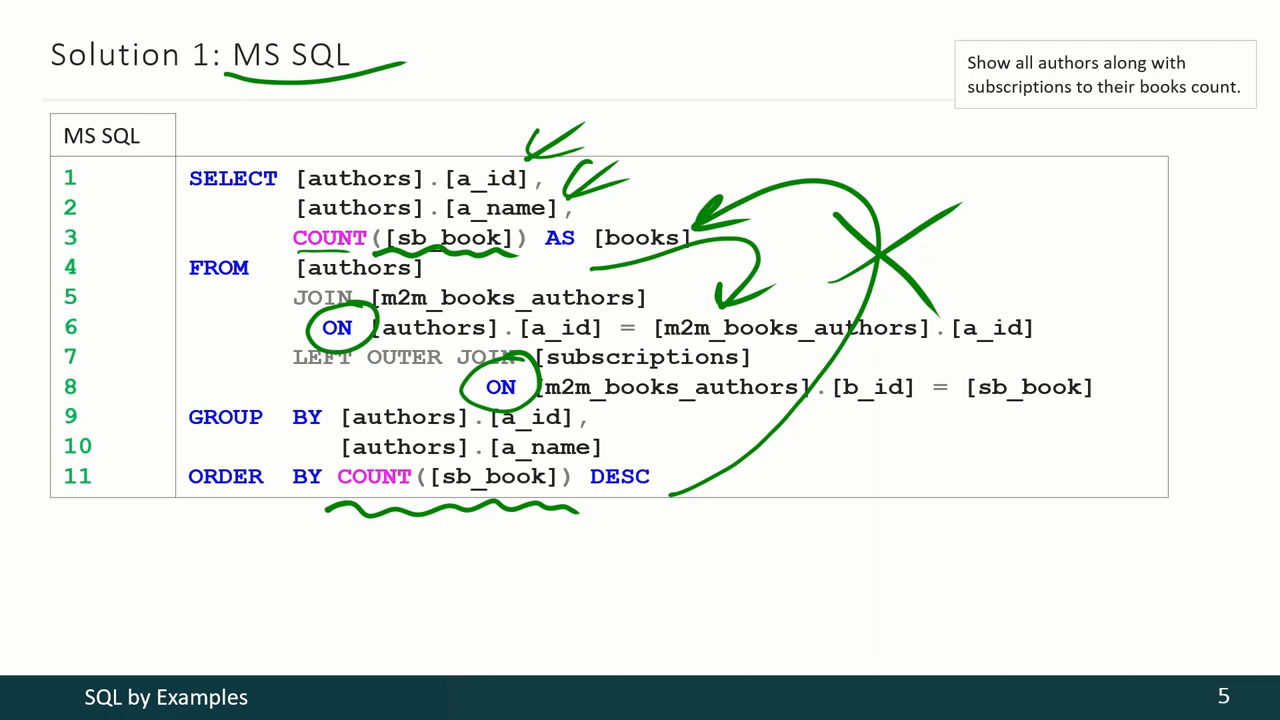 Solution 1: MS SQL
Show all authors along with
subscriptions to their books count.
MS SQL
1 SELECT [authors].[a_id],
2 [authors].[a_name],
3 COUNT([sb_book]) AS [books]
4 FROM [authors]
5 JOIN [m2m_books_authors]
6 ON [authors].[a_id] = [m2m_books_authors].[a_id]
7 LEFT OUTER JOIN [subscriptions]
8 ON [m2m_books_authors].[b_id] = [sb_book]
9 GROUP BY [authors].[a_id],
10 [authors].[a_name]
11 ORDER BY COUNT([sb_book]) DESC
SQL by Examples
5